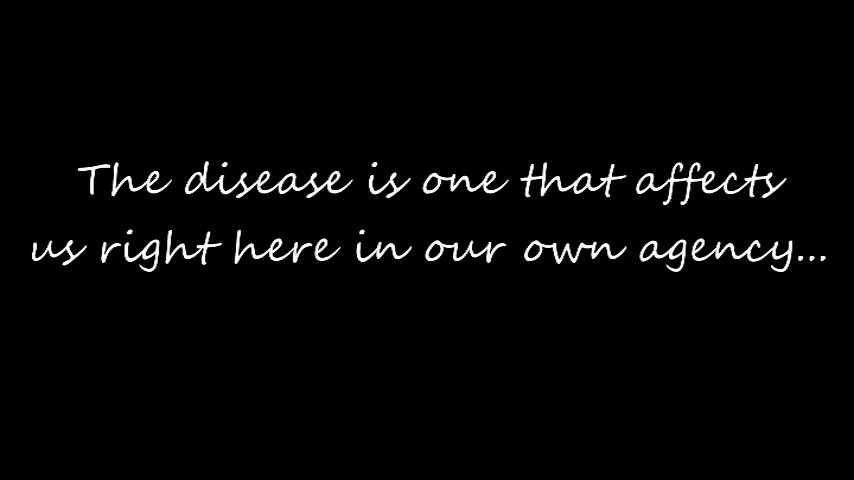 The disease is one that affects
us right here in our own agency...